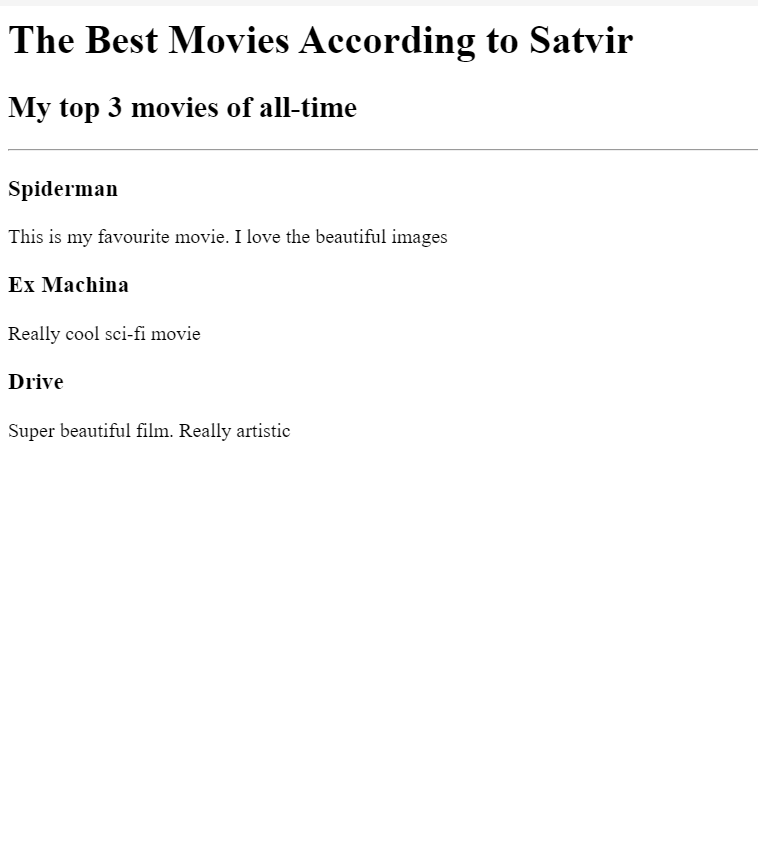 The Best Movies According to Satvir
My top 3 movies of all-time
Spiderman
This is my favourite movie. I love the beautiful images
Ex Machina
Really cool sci-fi movie
Drive
Super beautiful film. Really artistic